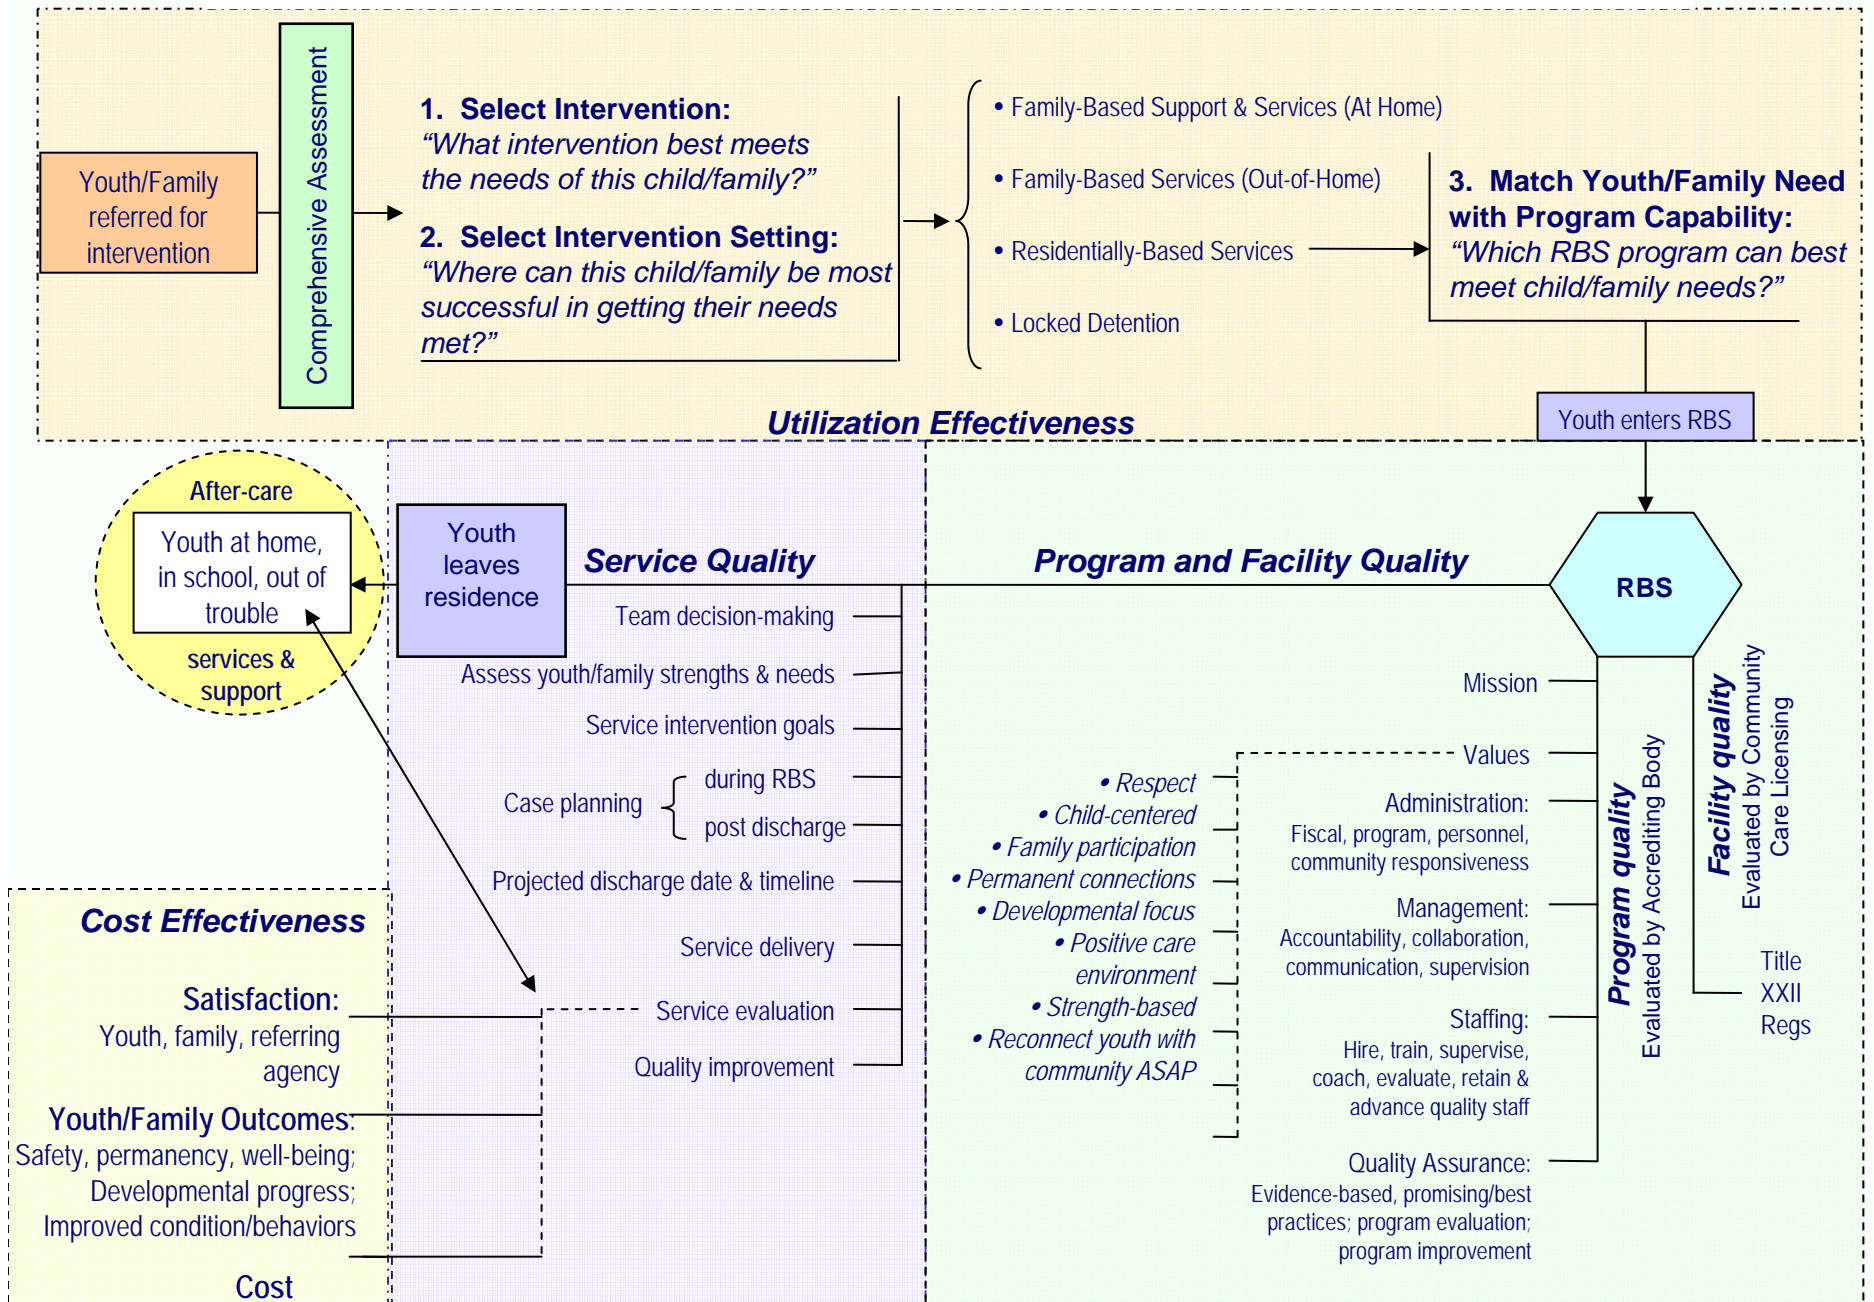 Youth/Family
referred for
intervention
Comprehensive Assessment
1. Select Intervention:
“What intervention best meets
the needs of this child/family?”
2. Select Intervention Setting:
“Where can this child/family be most
successful in getting their needs
met?”
• Family-Based Support & Services (At Home)
• Family-Based Services (Out-of-Home)
• Residentially-Based Services
• Locked Detention
3. Match Youth/Family Need
with Program Capability:
“Which RBS program can best
meet child/family needs?”
Utilization Effectiveness
Youth enters RBS
After-care
Youth at home,
in school, out of
trouble
services &
support
Youth
leaves
residence
Service Quality
Team decision-making
Assess youth/family strengths & needs
Service intervention goals
Case planning
during RBS
post discharge
Projected discharge date & timeline
Service delivery
Service evaluation
Quality improvement
Program and Facility Quality
RBS
Mission
Values
• Respect
• Child-centered
• Family participation
• Permanent connections
• Developmental focus
• Positive care
environment
• Strength-based
• Reconnect youth with
community ASAP
Administration:
Fiscal, program, personnel,
community responsiveness
Management:
Accountability, collaboration,
communication, supervision
Staffing:
Hire, train, supervise,
coach, evaluate, retain &
advance quality staff
Quality Assurance:
Evidence-based, promising/best
practices; program evaluation;
program improvement
Program quality
Evaluated by Accrediting Body
Facility quality
Evaluated by Community
Care Licensing
Title
XXII
Regs
Cost Effectiveness
Satisfaction:
Youth, family, referring
agency
Youth/Family Outcomes:
Safety, permanency, well-being;
Developmental progress;
Improved condition/behaviors
Cost